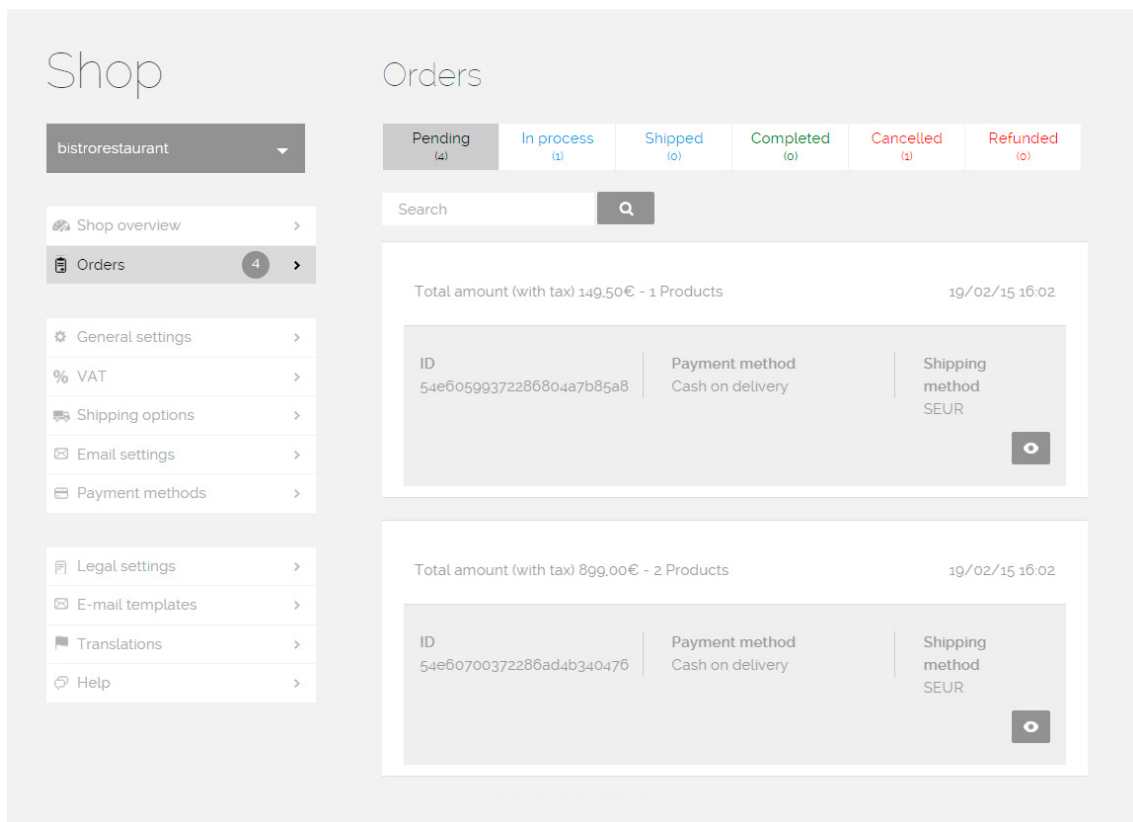 Shop
bistrorestaurant
Shop overview
Orders 4
General settings
% VAT
Shipping options
Email settings
Payment methods
Legal settings
E-mail templates
Translations
Help
Orders
Pending
(4)
In process
(1)
Shipped
(0)
Completed
(0)
Cancelled
(1)
Refunded
(0)
Search
Total amount (with tax) 149,50€ - 1 Products 19/02/15 16:02
ID
54e60599372286804a7b85a8
Payment method
Cash on delivery
Shipping
method
SEUR
Total amount (with tax) 899,00€ - 2 Products 19/02/15 16:02
ID
54e60700372286ad4b340476
Payment method
Cash on delivery
Shipping
method
SEUR